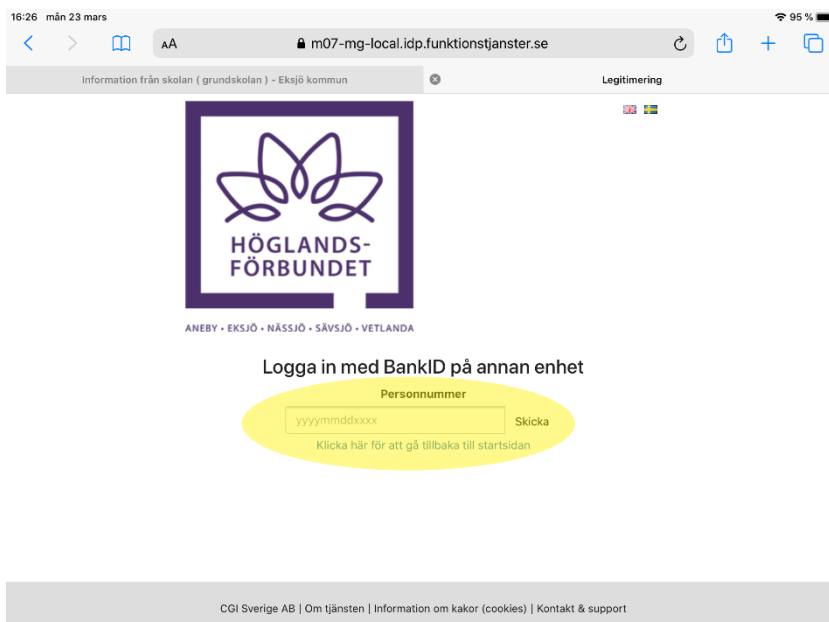 16:26 mån 23 mars
95 %
AA m07-mg-local.idp.funktionstjanster.se
Information från skolan ( grundskolan ) - Eksjö kommun Legitimering
HÖGLANDS-
FÖRBUNDET
ANEBY • EKSJÖ • NÄSSJÖ • SÄVSJÖ • VETLANDA
Logga in med BankID på annan enhet
Personnummer
yyyymmddxxxx Skicka
Klicka här för att gå tillbaka till startsidan
CGI Sverige AB | Om tjänsten | Information om kakor (cookies) | Kontakt & support